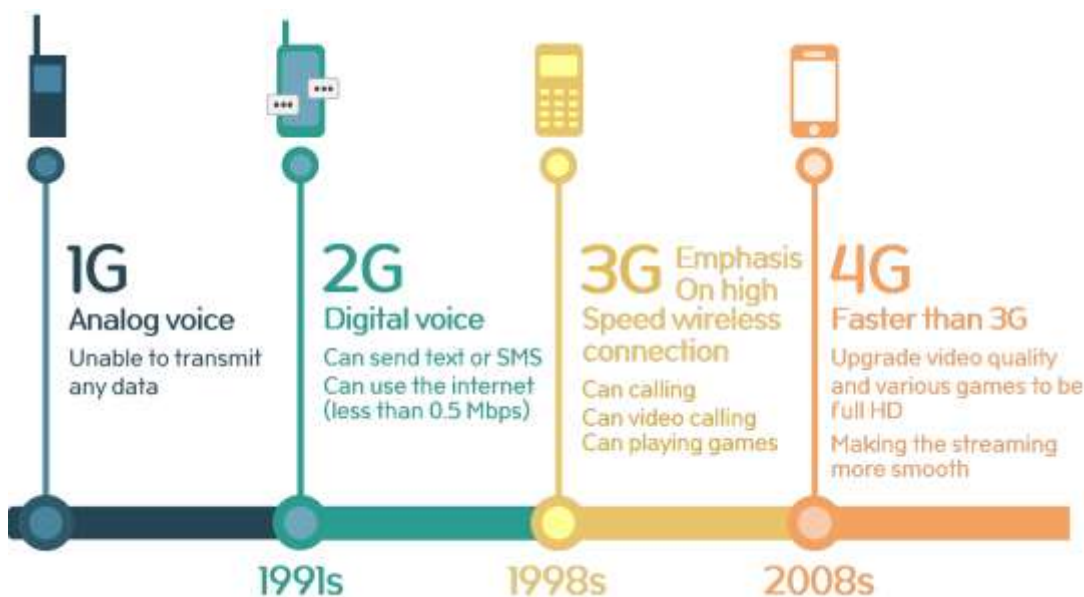 1G
Analog voice
Unable to transmit
any data
2G
Digital voice
Can send text or SMS
Can use the internet
(less than 0.5 Mbps)
3G Emphasis
On high
Speed wireless
connection
Can calling
Can video calling
Can playing games
4G
Faster than 3G
Upgrade video quality
and various games to be
full HD
Making the streaming
more smooth
1991s
1998s
2008s